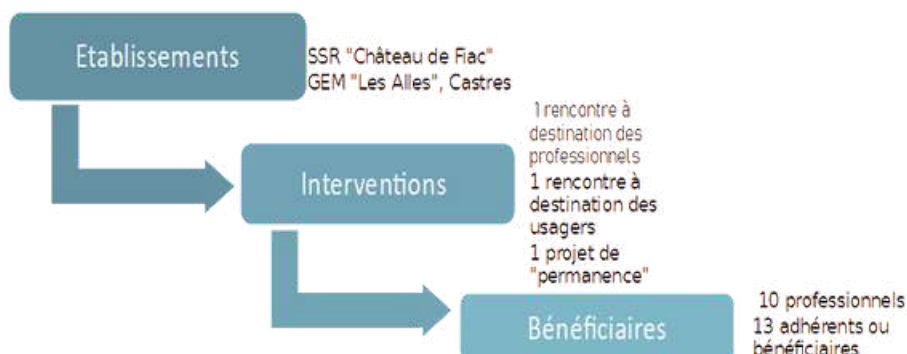 Etablissements
SSR "Château de Fiac"
GEM "Les Alles", Castres
Interventions
1 rencontre à
destination des
professionnels
1 rencontre à
destination des
usagers
1 projet de
"permanence"
Bénéficiaires
10 professionnels
13 adhérents ou
bénéficiaires